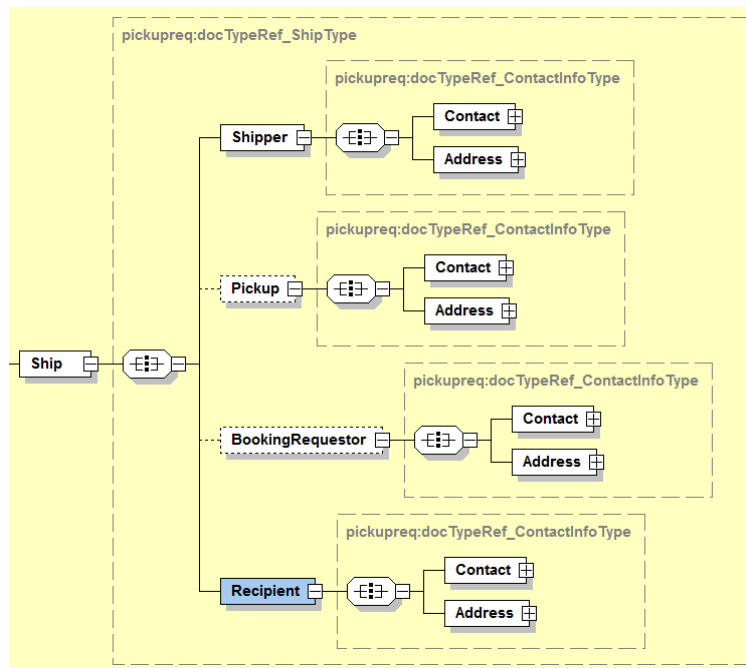 pickupreq:docTypeRef_ShipType
pickupreq:docTypeRef_ContactInfoType
Shipper
Contact
Address
pickupreq:docTypeRef_ContactInfoType
Pickup
Contact
Address
Ship
pickupreq:docTypeRef_ContactInfoType
BookingRequestor
Contact
Address
pickupreq:docTypeRef_ContactInfoType
Recipient
Contact
Address